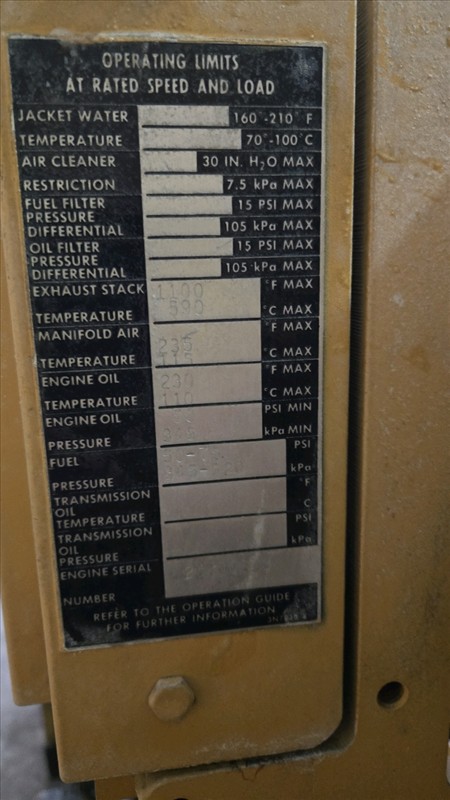 OPERATING LIMITS
AT RATED SPEED AND LOAD
JACKET WATER 160°-210° F
TEMPERATURE 70°-100°C
AIR CLEANER 30 IN. H₂O MAX
RESTRICTION 7.5 kPa MAX
FUEL FILTER 15 PSI MAX
PRESSURE
DIFFERENTIAL 105 kPa MAX
OIL FILTER 15 PSI MAX
PRESSURE
DIFFERENTIAL 105 kPa MAX
EXHAUST STACK 1100 °F MAX
TEMPERATURE 590 °C MAX
MANIFOLD AIR 235 °F MAX
TEMPERATURE 113 °C MAX
ENGINE OIL 230 °F MAX
TEMPERATURE 110 °C MAX
ENGINE OIL PSI MIN
PRESSURE kPa MIN
FUEL PSI
PRESSURE kPa
TRANSMISSION °F
OIL
TEMPERATURE C
TRANSMISSION PSI
OIL
PRESSURE kPa
ENGINE SERIAL
NUMBER
REFER TO THE OPERATION GUIDE
FOR FURTHER INFORMATION